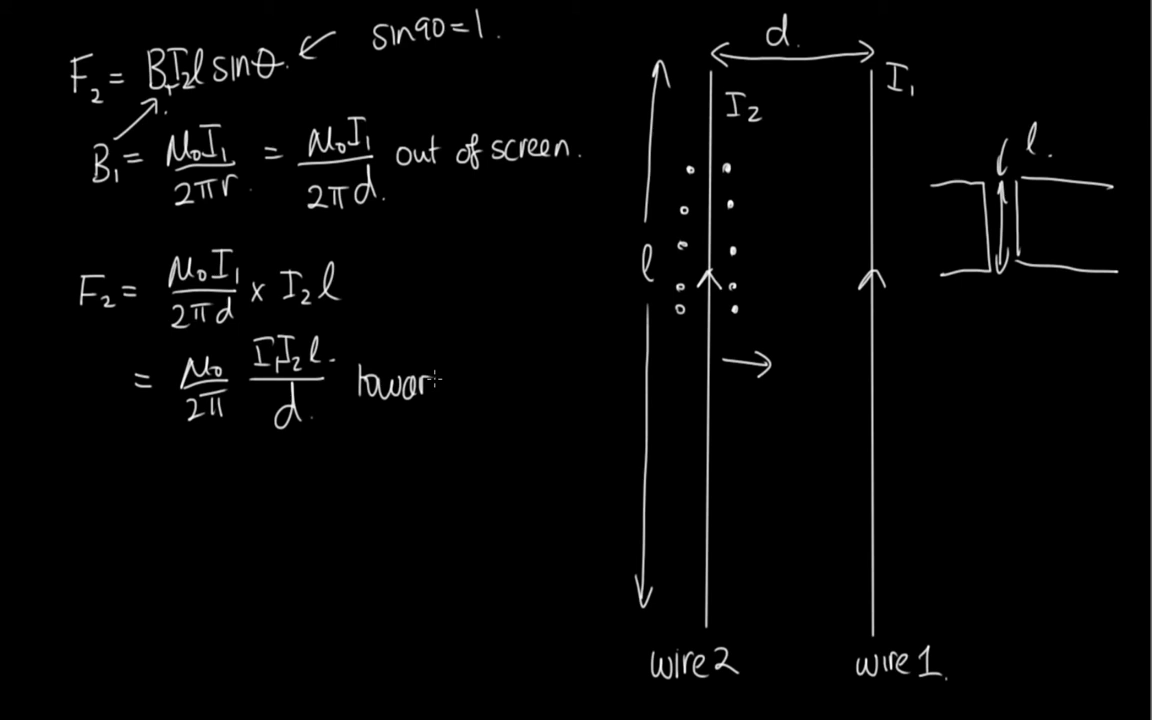 F₂ = B₁I₂l sinθ. sin90=1.
B₁ = μ₀I₁/2πr = μ₀I₁/2πd. out of screen.
F₂ = μ₀I₁/2πd × I₂l
= μ₀/2π I₁I₂l/d. towar
d.
I₁
I₂
l
l.
wire 2
wire 1.